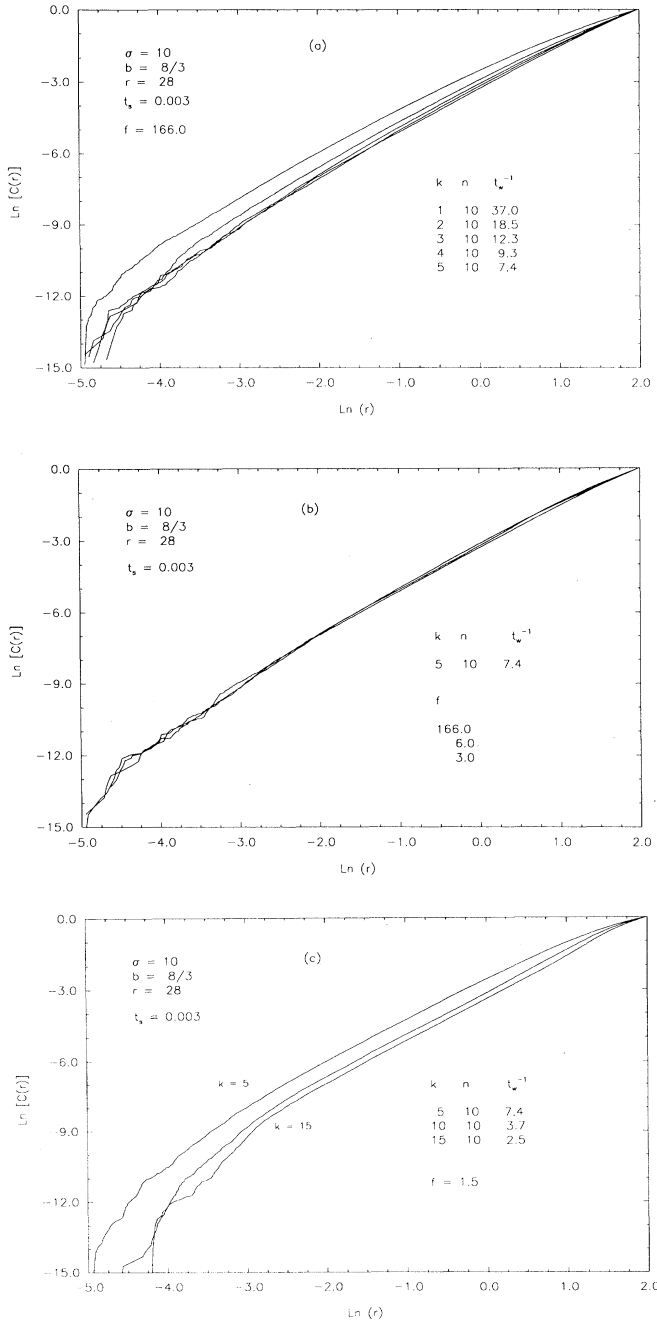 (a)
σ = 10
b = 8/3
r = 28
tₛ = 0.003
f = 166.0
k n t_w⁻¹
1 10 37.0
2 10 18.5
3 10 12.3
4 10 9.3
5 10 7.4
Ln [C(r)]
0.0
−3.0
−6.0
−9.0
−12.0
−15.0
−5.0 −4.0 −3.0 −2.0 −1.0 0.0 1.0 2.0
Ln (r)
(b)
σ = 10
b = 8/3
r = 28
tₛ = 0.003
k n t_w⁻¹
5 10 7.4
f
166.0
6.0
3.0
Ln [C(r)]
0.0
−3.0
−6.0
−9.0
−12.0
−15.0
−5.0 −4.0 −3.0 −2.0 −1.0 0.0 1.0 2.0
Ln (r)
(c)
σ = 10
b = 8/3
r = 28
tₛ = 0.003
k = 5
k = 15
k n t_w⁻¹
5 10 7.4
10 10 3.7
15 10 2.5
f = 1.5
Ln [C(r)]
0.0
−3.0
−6.0
−9.0
−12.0
−15.0
−5.0 −4.0 −3.0 −2.0 −1.0 0.0 1.0 2.0
Ln (r)